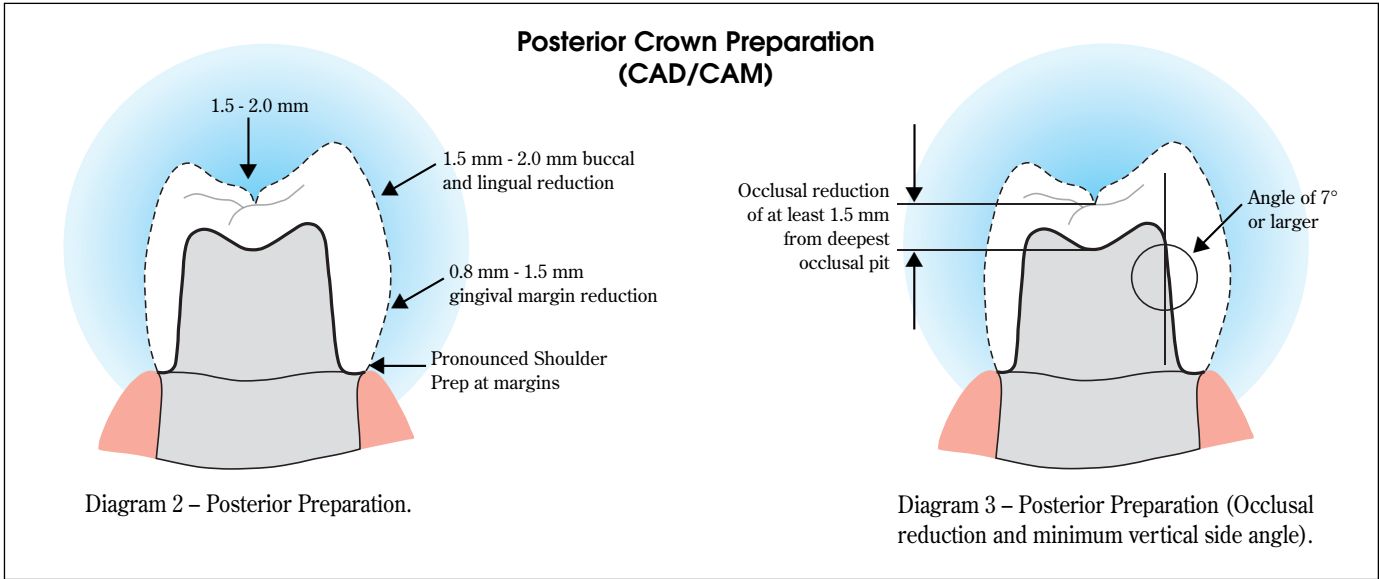 Posterior Crown Preparation
(CAD/CAM)
1.5 - 2.0 mm
1.5 mm - 2.0 mm buccal
and lingual reduction
0.8 mm - 1.5 mm
gingival margin reduction
Pronounced Shoulder
Prep at margins
Diagram 2 – Posterior Preparation.
Occlusal reduction
of at least 1.5 mm
from deepest
occlusal pit
Angle of 7°
or larger
Diagram 3 – Posterior Preparation (Occlusal
reduction and minimum vertical side angle).